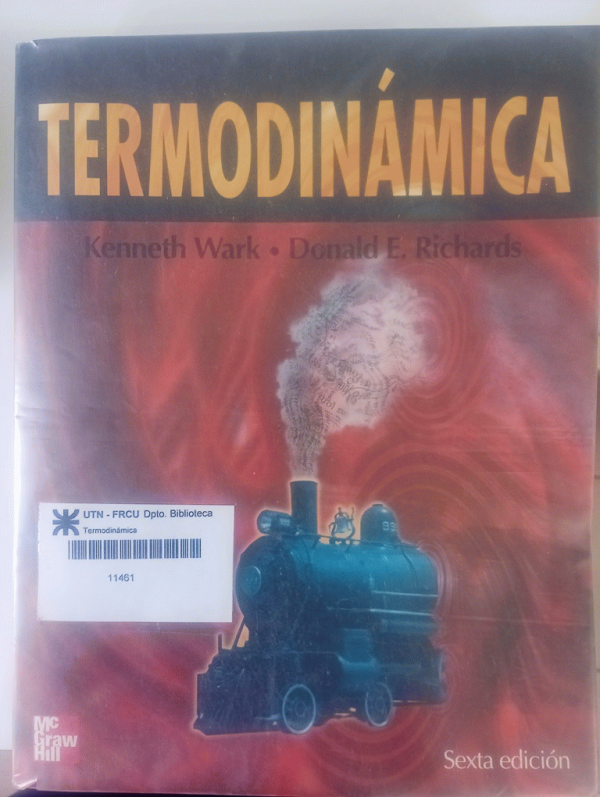 TERMODINÁMICA
Kenneth Wark • Donald E. Richards
UTN - FRCU Dpto. Biblioteca
Termodinámica
11461
Mc
Graw
Hill
Sexta edición